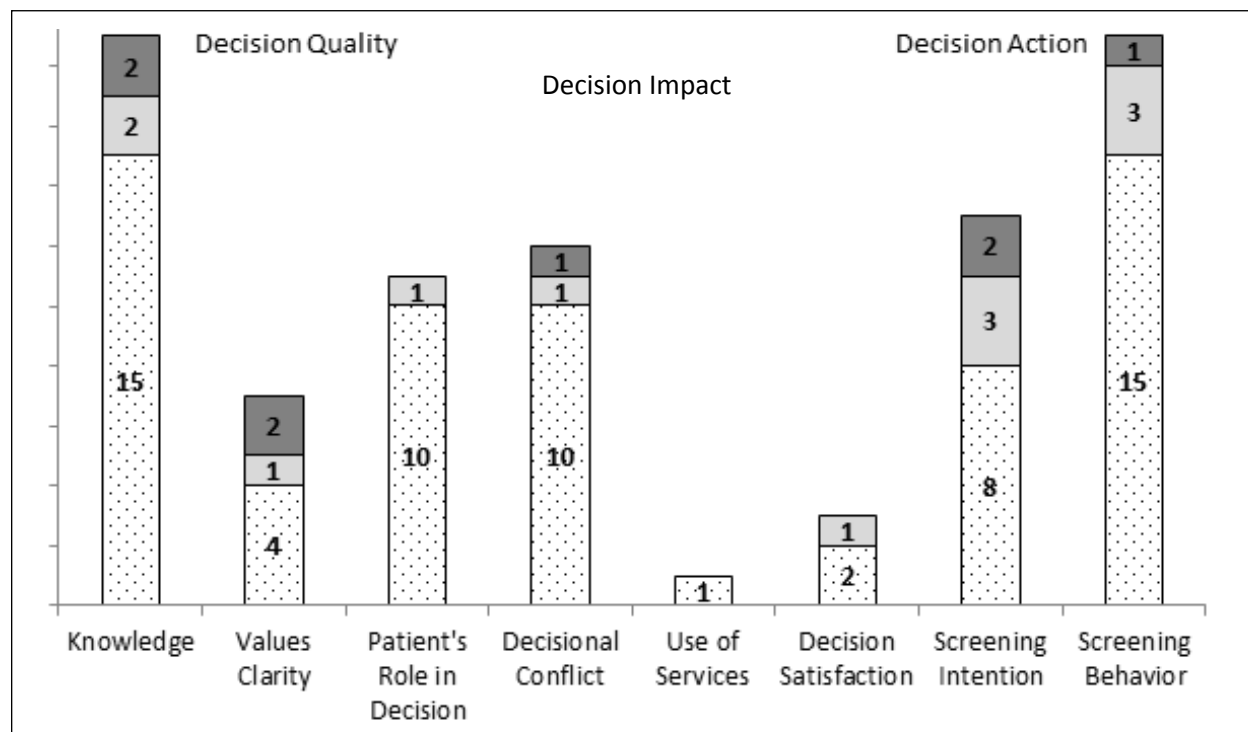 Decision Quality
Decision Action
Decision Impact
2
2
15
2
1
4
1
10
1
1
10
1
1
2
2
3
8
1
3
15
Knowledge
Values
Clarity
Patient's
Role in
Decision
Decisional
Conflict
Use of
Services
Decision
Satisfaction
Screening
Intention
Screening
Behavior